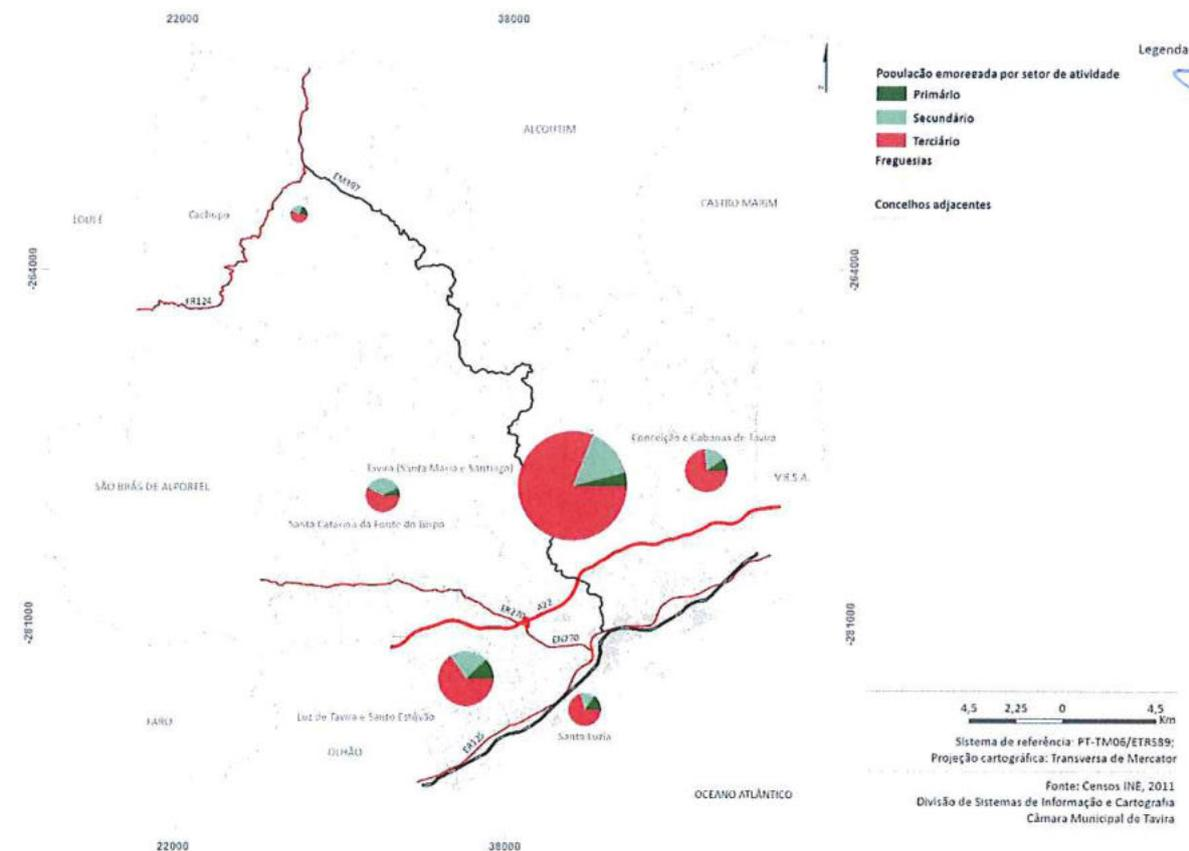 22000
38000
Legenda
População empregada por setor de atividade
Primário
Secundário
Terciário
Freguesias
Concelhos adjacentes
ALCOUTIM
EM397
LOULÉ
Cachopo
CASTRO MARIM
-264000
-264000
ER124
Conceição e Cabanas de Tavira
Tavira (Santa Maria e Santiago)
V.R.S.A.
SÃO BRÁS DE ALPORTEL
Santa Catarina da Fonte do Bispo
-281000
-281000
ER270
A22
EN270
Luz de Tavira e Santo Estêvão
Santa Luzia
FARO
OLHÃO
ER125
OCEANO ATLÂNTICO
4,5 2,25 0 4,5
Km
Sistema de referência: PT-TM06/ETRS89;
Projeção cartográfica: Transversa de Mercator
Fonte: Censos INE, 2011
Divisão de Sistemas de Informação e Cartografia
Câmara Municipal de Tavira
22000
38000